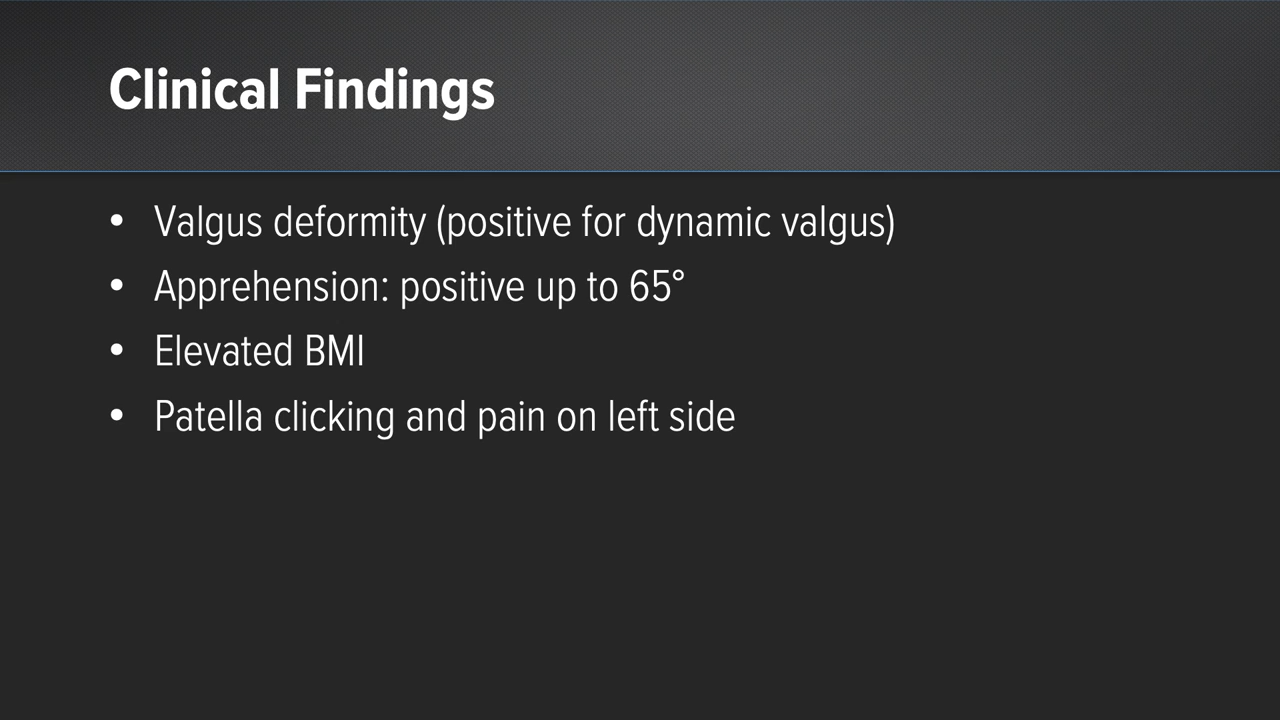 Clinical Findings
• Valgus deformity (positive for dynamic valgus)
• Apprehension: positive up to 65°
• Elevated BMI
• Patella clicking and pain on left side